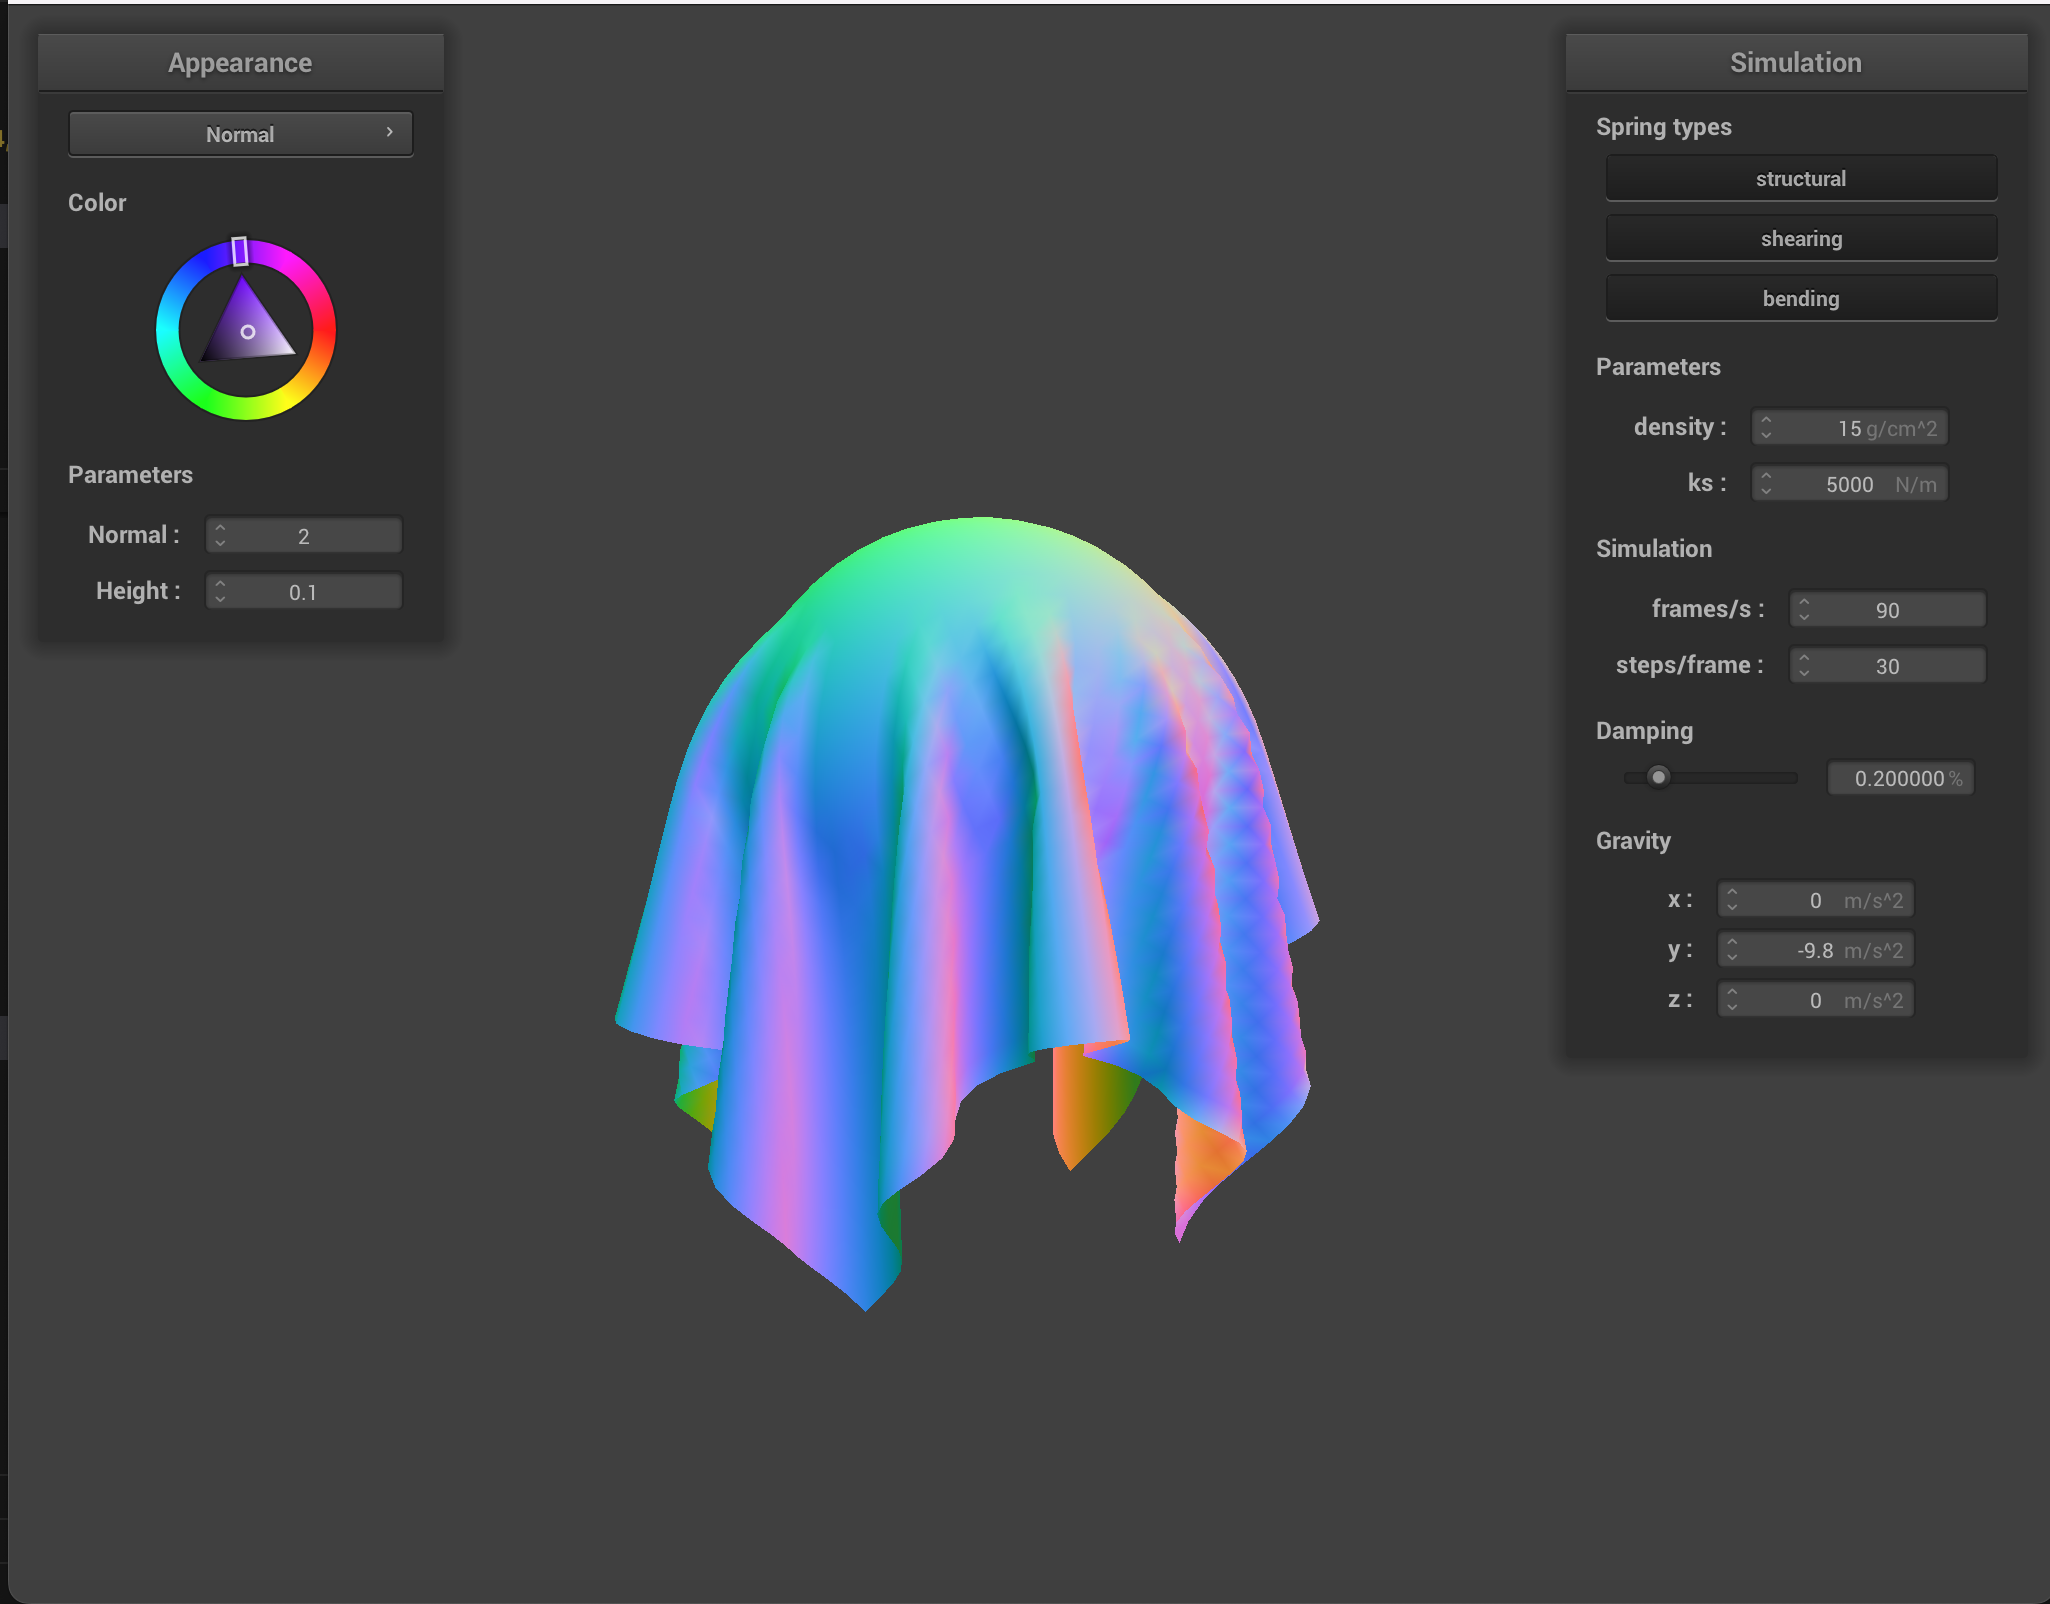 Appearance
Normal
Color
Parameters
Normal : 2
Height : 0.1
Simulation
Spring types
structural
shearing
bending
Parameters
density : 15 g/cm^2
ks : 5000 N/m
Simulation
frames/s : 90
steps/frame : 30
Damping
0.200000 %
Gravity
x : 0 m/s^2
y : -9.8 m/s^2
z : 0 m/s^2